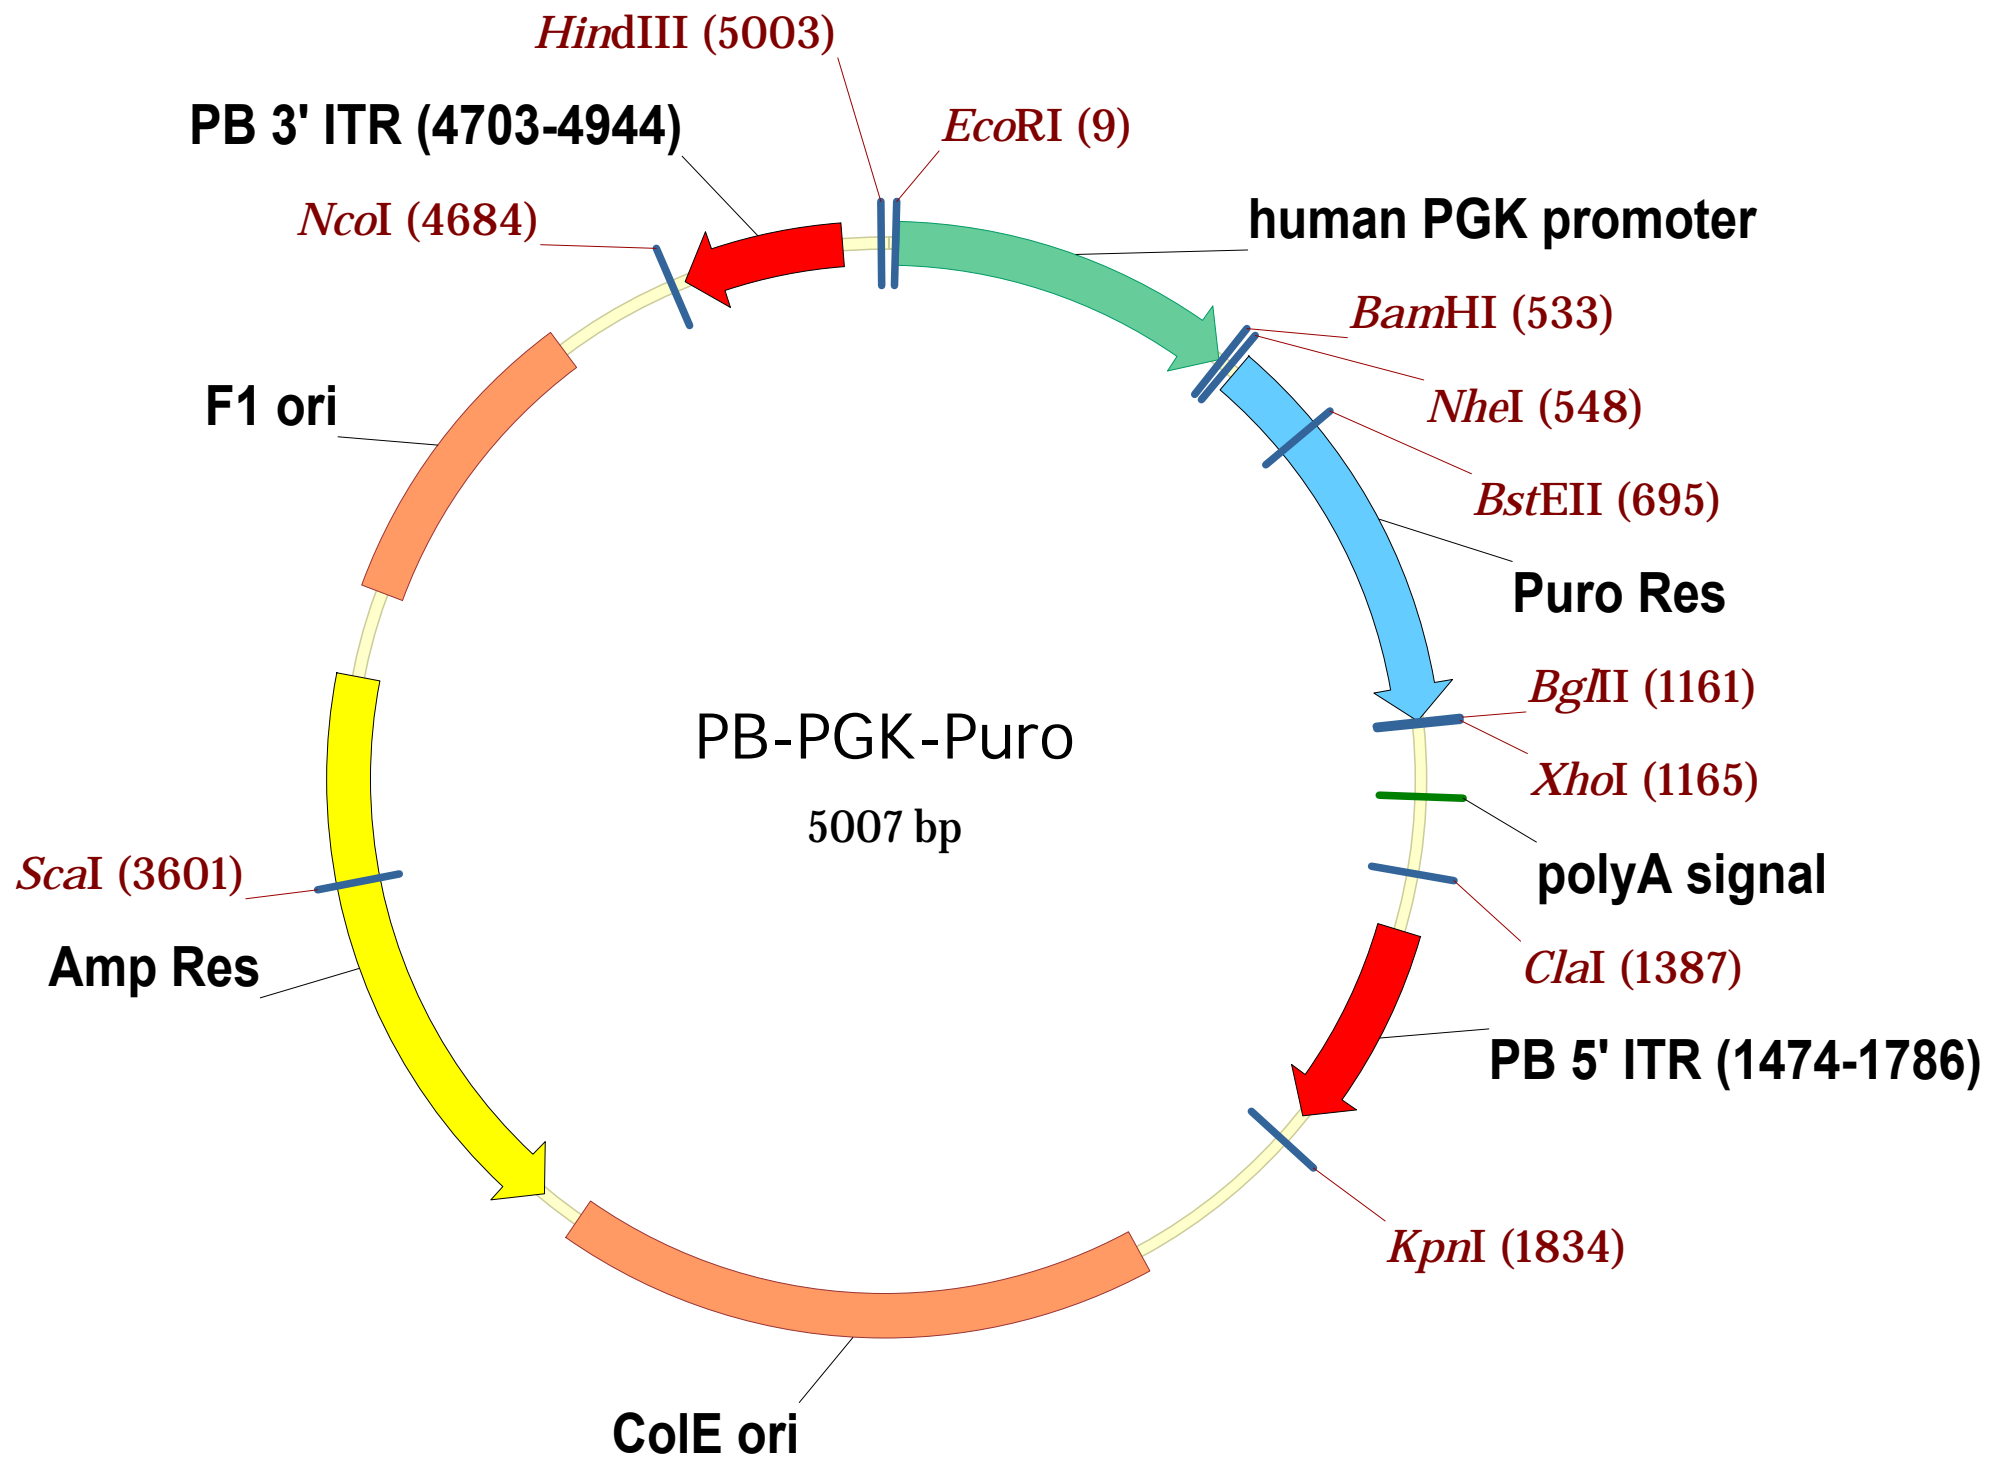 HindIII (5003)
PB 3' ITR (4703-4944)
EcoRI (9)
NcoI (4684)
human PGK promoter
BamHI (533)
F1 ori
NheI (548)
BstEII (695)
Puro Res
BglII (1161)
PB-PGK-Puro
XhoI (1165)
5007 bp
ScaI (3601)
polyA signal
Amp Res
ClaI (1387)
PB 5' ITR (1474-1786)
KpnI (1834)
ColE ori